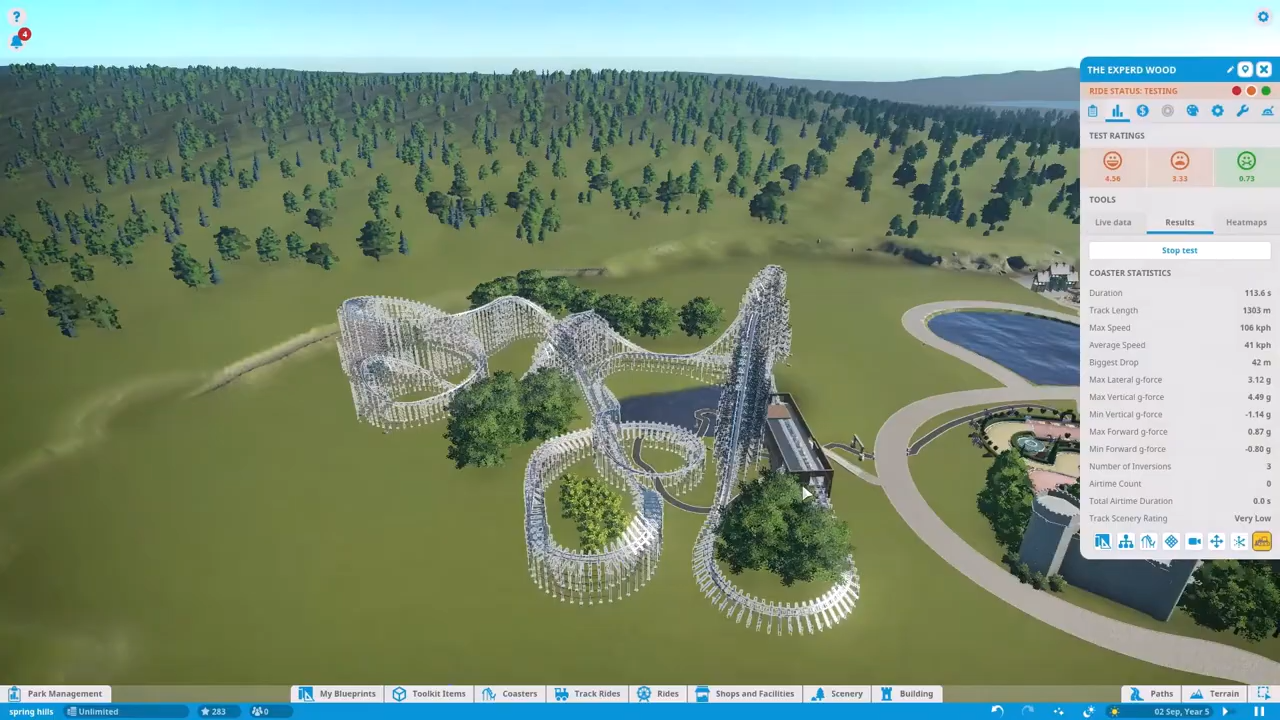 ?
4
THE EXPERD WOOD
RIDE STATUS: TESTING
TEST RATINGS
4.56 3.33 0.73
TOOLS
Live data Results Heatmaps
Stop test
COASTER STATISTICS
Duration 113.6 s
Track Length 1303 m
Max Speed 106 kph
Average Speed 41 kph
Biggest Drop 42 m
Max Lateral g-force 3.12 g
Max Vertical g-force 4.49 g
Min Vertical g-force -1.14 g
Max Forward g-force 0.87 g
Min Forward g-force -0.80 g
Number of Inversions 3
Airtime Count 0
Total Airtime Duration 0.0 s
Track Scenery Rating Very Low
Park Management My Blueprints Toolkit Items Coasters Track Rides Rides Shops and Facilities Scenery Building Paths Terrain
spring hills Unlimited 283 0 02 Sep, Year 5